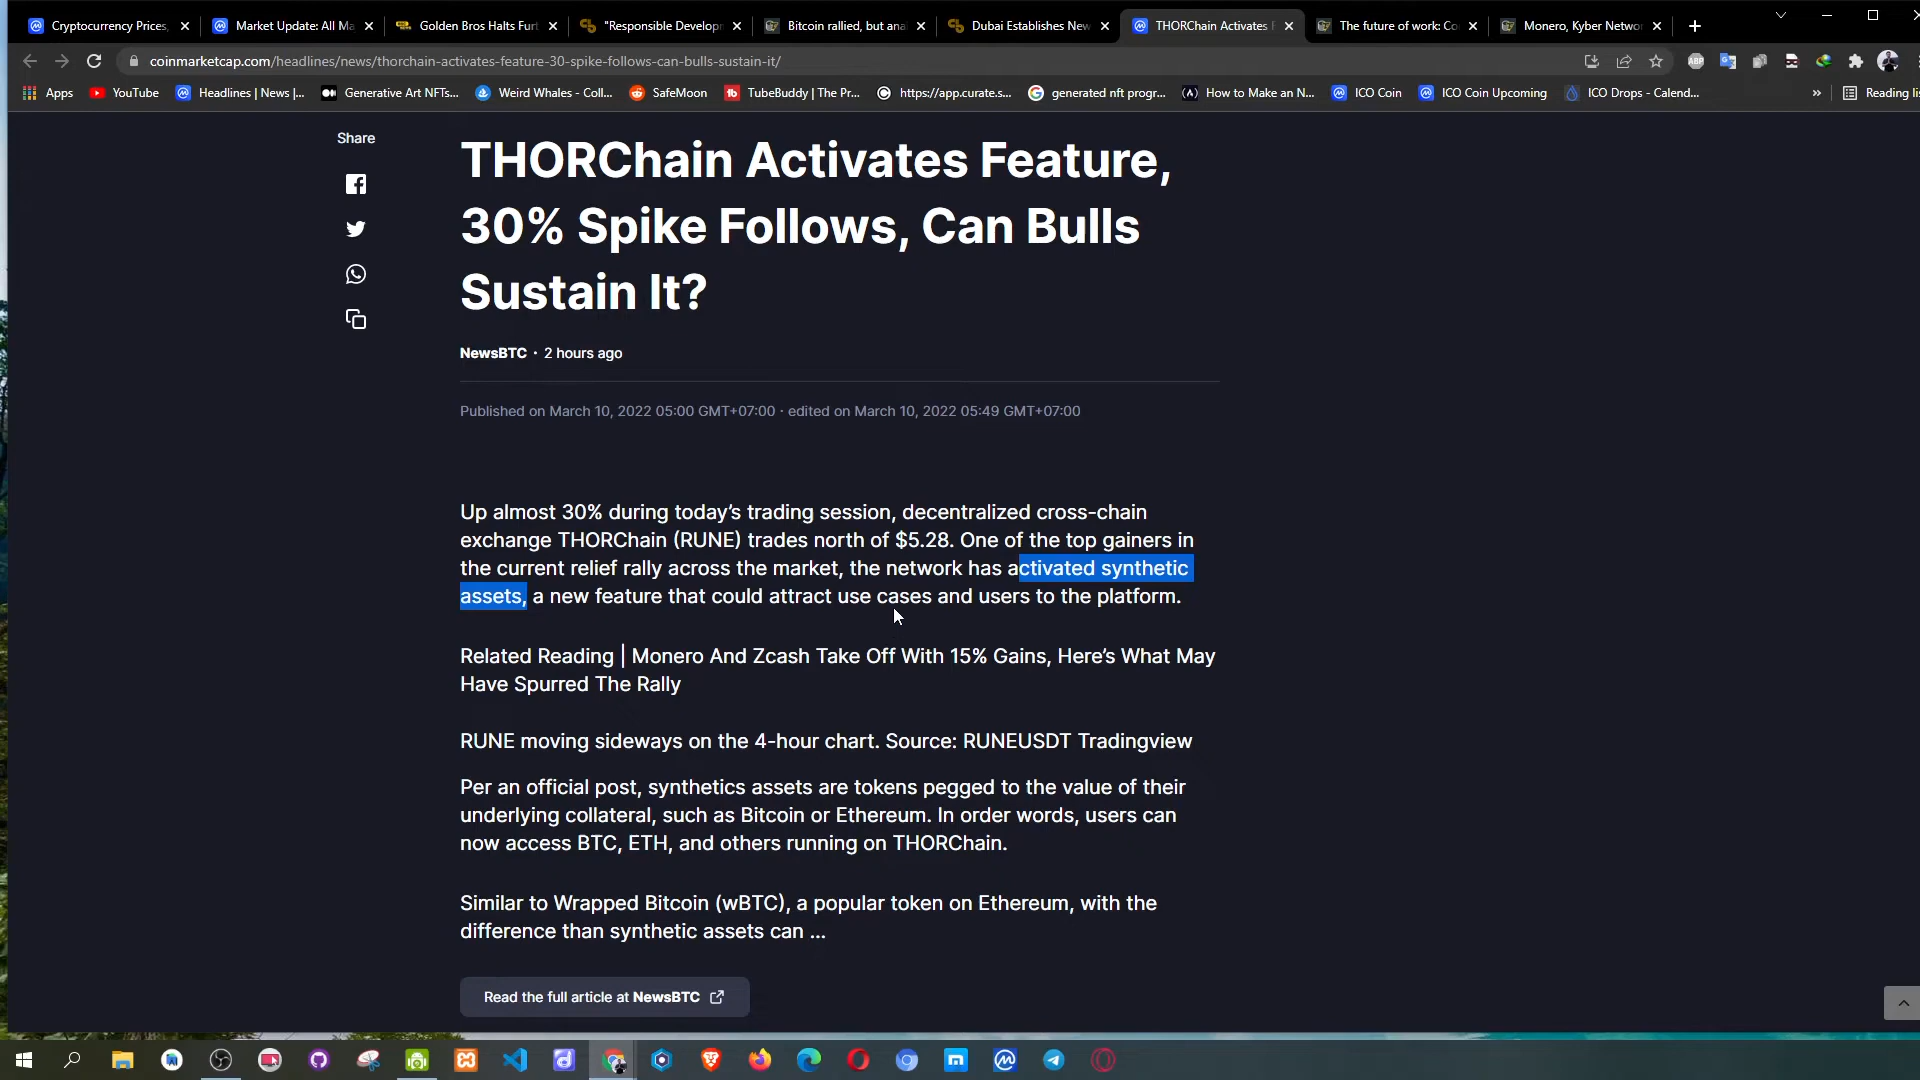 Cryptocurrency Prices,
Market Update: All Ma
Golden Bros Halts Furt
"Responsible Developm
Bitcoin rallied, but ana
Dubai Establishes New
THORChain Activates F
The future of work: Co
Monero, Kyber Networ
coinmarketcap.com/headlines/news/thorchain-activates-feature-30-spike-follows-can-bulls-sustain-it/
Apps
YouTube
Headlines | News |...
Generative Art NFTs...
Weird Whales - Coll...
SafeMoon
TubeBuddy | The Pr...
https://app.curate.s...
generated nft progr...
How to Make an N...
ICO Coin
ICO Coin Upcoming
ICO Drops - Calend...
»
Reading lis
Share
THORChain Activates Feature,
30% Spike Follows, Can Bulls
Sustain It?
NewsBTC · 2 hours ago
Published on March 10, 2022 05:00 GMT+07:00 · edited on March 10, 2022 05:49 GMT+07:00
Up almost 30% during today's trading session, decentralized cross-chain
exchange THORChain (RUNE) trades north of $5.28. One of the top gainers in
the current relief rally across the market, the network has activated synthetic
assets, a new feature that could attract use cases and users to the platform.
Related Reading | Monero And Zcash Take Off With 15% Gains, Here's What May
Have Spurred The Rally
RUNE moving sideways on the 4-hour chart. Source: RUNEUSDT Tradingview
Per an official post, synthetics assets are tokens pegged to the value of their
underlying collateral, such as Bitcoin or Ethereum. In order words, users can
now access BTC, ETH, and others running on THORChain.
Similar to Wrapped Bitcoin (wBTC), a popular token on Ethereum, with the
difference than synthetic assets can ...
Read the full article at NewsBTC